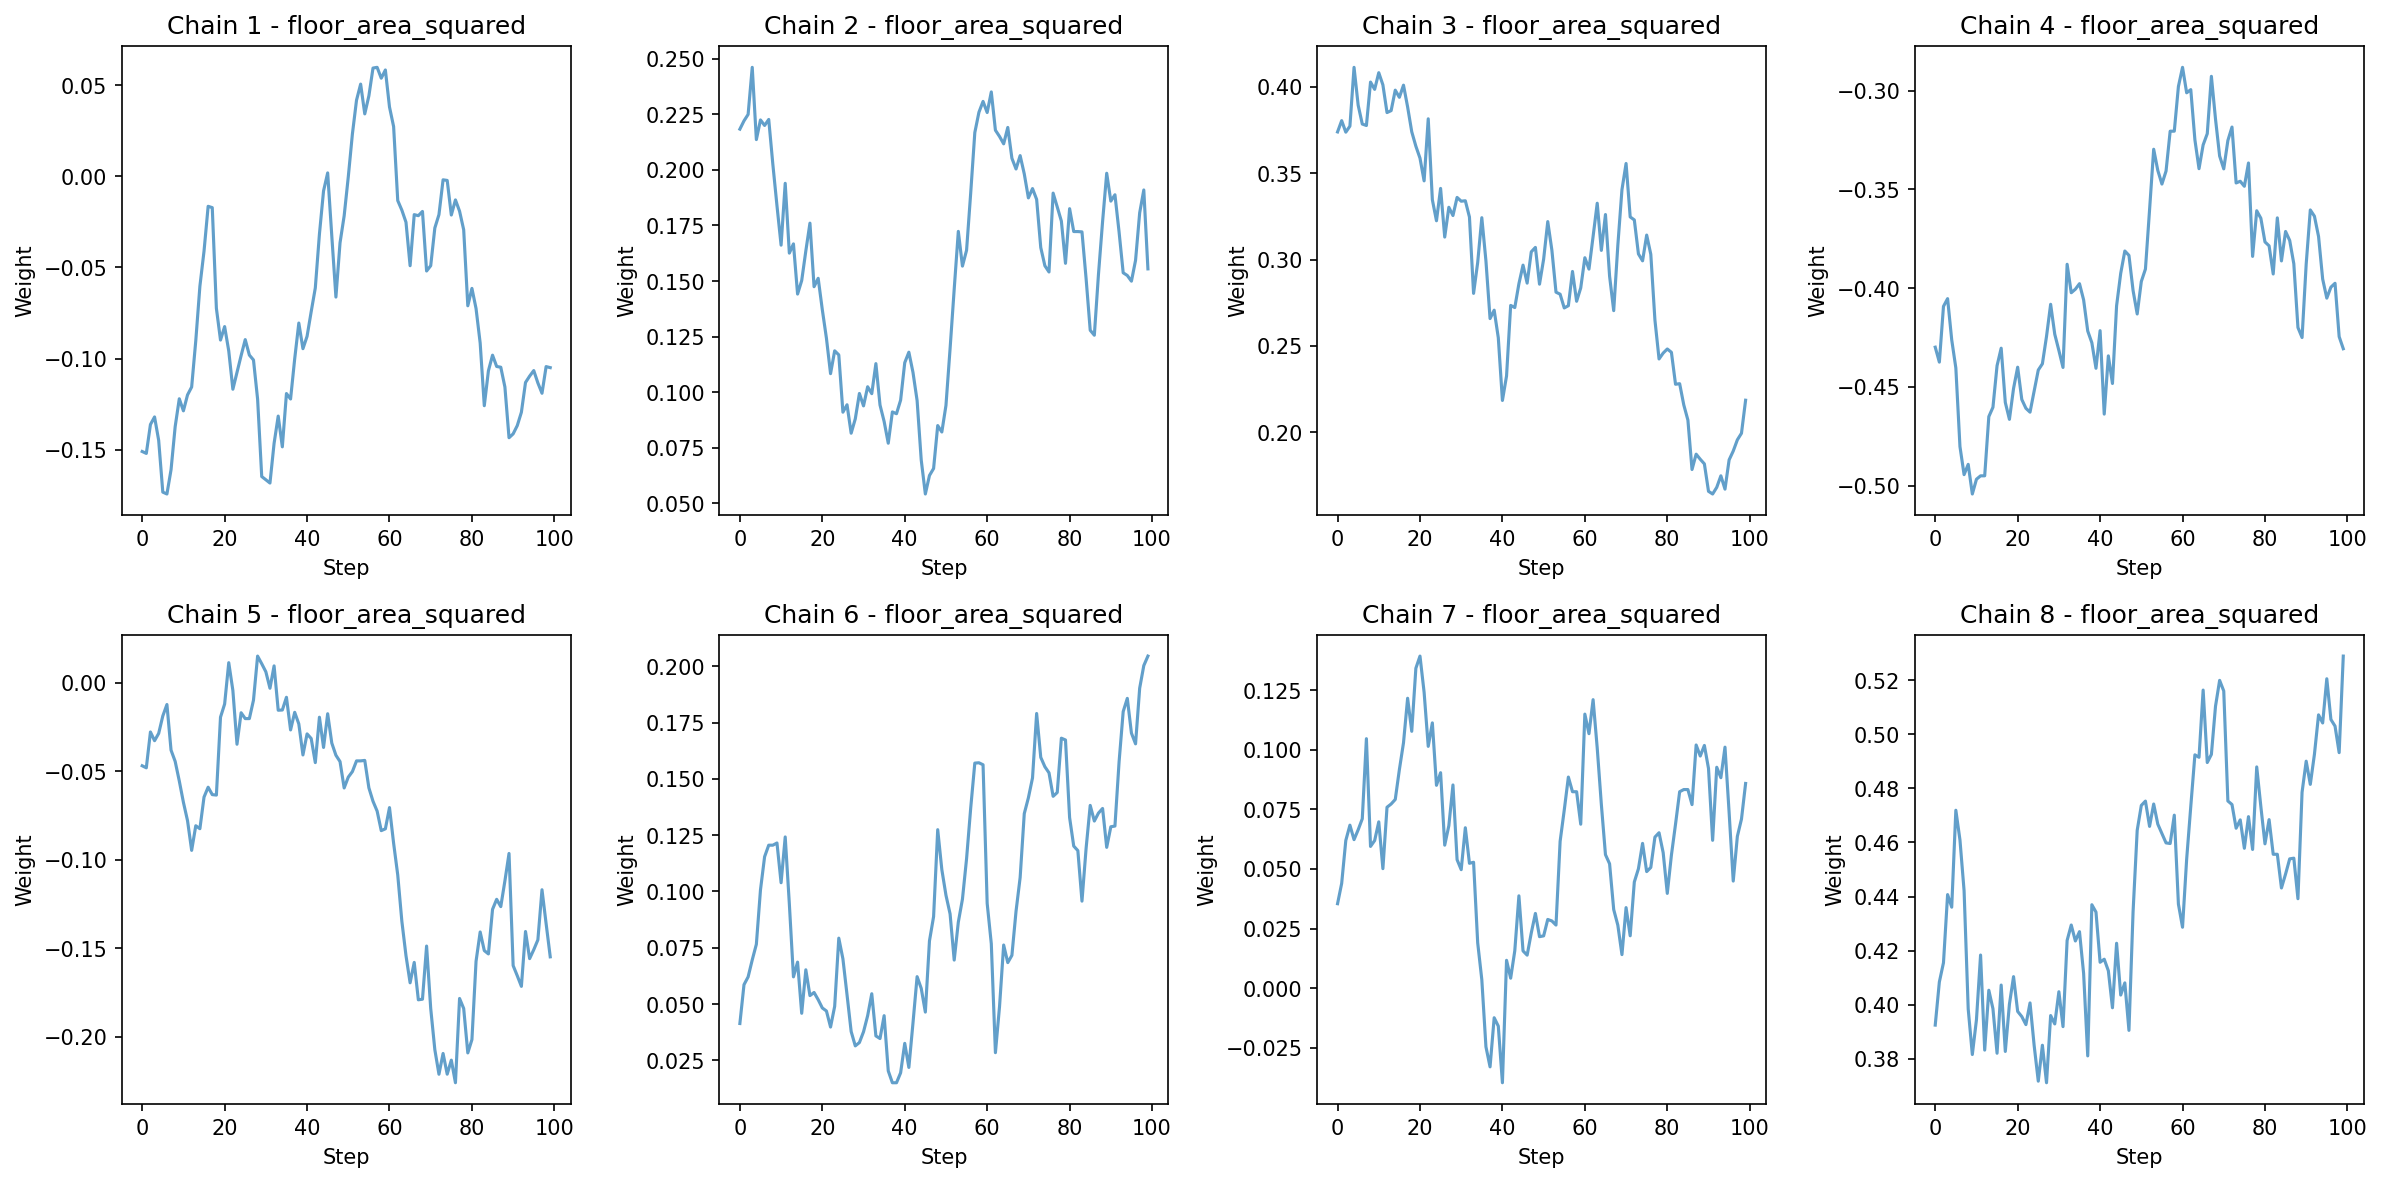 Chain 1 - floor_area_squared
Chain 2 - floor_area_squared
Chain 3 - floor_area_squared
Chain 4 - floor_area_squared
0.05
0.00
−0.05
−0.10
−0.15
Weight
0 20 40 60 80 100
Step
0.250
0.225
0.200
0.175
0.150
0.125
0.100
0.075
0.050
Weight
0 20 40 60 80 100
Step
0.40
0.35
0.30
0.25
0.20
Weight
0 20 40 60 80 100
Step
−0.30
−0.35
−0.40
−0.45
−0.50
Weight
0 20 40 60 80 100
Step
Chain 5 - floor_area_squared
Chain 6 - floor_area_squared
Chain 7 - floor_area_squared
Chain 8 - floor_area_squared
0.00
−0.05
−0.10
−0.15
−0.20
Weight
0 20 40 60 80 100
Step
0.200
0.175
0.150
0.125
0.100
0.075
0.050
0.025
Weight
0 20 40 60 80 100
Step
0.125
0.100
0.075
0.050
0.025
0.000
−0.025
Weight
0 20 40 60 80 100
Step
0.52
0.50
0.48
0.46
0.44
0.42
0.40
0.38
Weight
0 20 40 60 80 100
Step